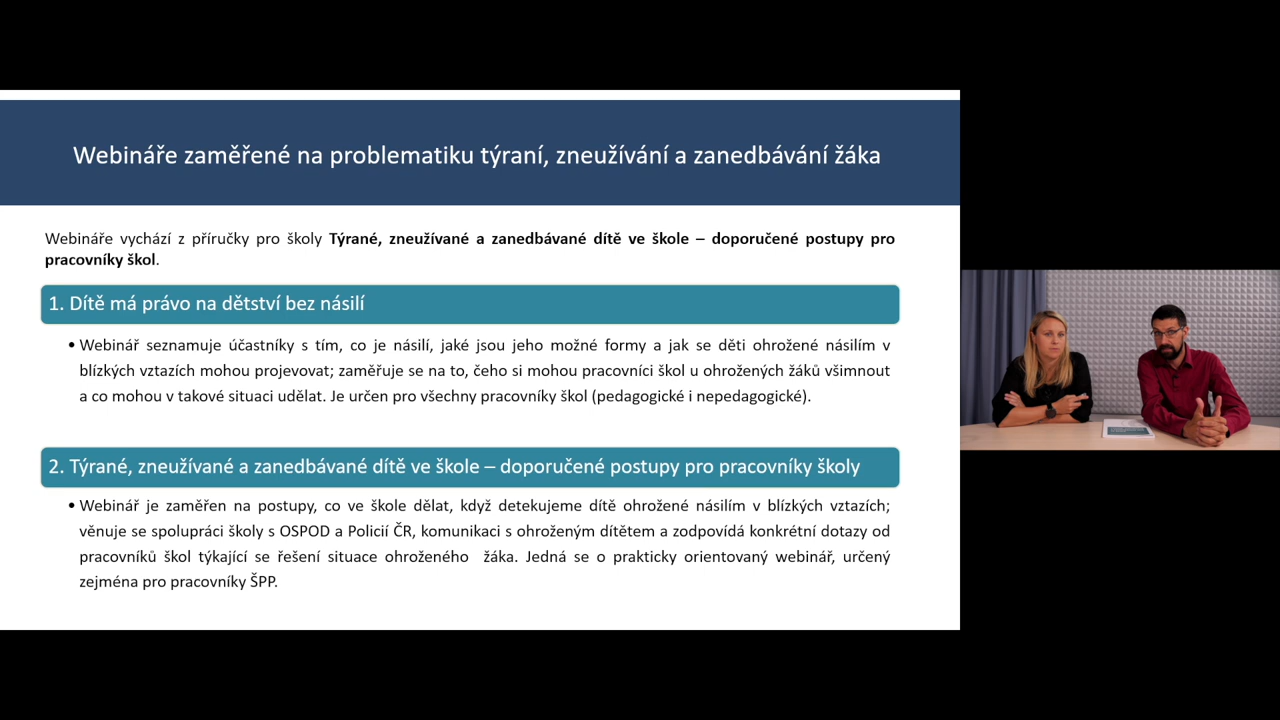 Webináře zaměřené na problematiku týraní, zneužívání a zanedbávání žáka
Webináře vychází z příručky pro školy Týrané, zneužívané a zanedbávané dítě ve škole – doporučené postupy pro
pracovníky škol.
1. Dítě má právo na dětství bez násilí
• Webinář seznamuje účastníky s tím, co je násilí, jaké jsou jeho možné formy a jak se děti ohrožené násilím v
blízkých vztazích mohou projevovat; zaměřuje se na to, čeho si mohou pracovníci škol u ohrožených žáků všimnout
a co mohou v takové situaci udělat. Je určen pro všechny pracovníky škol (pedagogické i nepedagogické).
2. Týrané, zneužívané a zanedbávané dítě ve škole – doporučené postupy pro pracovníky školy
• Webinář je zaměřen na postupy, co ve škole dělat, když detekujeme dítě ohrožené násilím v blízkých vztazích;
věnuje se spolupráci školy s OSPOD a Policií ČR, komunikaci s ohroženým dítětem a zodpovídá konkrétní dotazy od
pracovníků škol týkající se řešení situace ohroženého žáka. Jedná se o prakticky orientovaný webinář, určený
zejména pro pracovníky ŠPP.